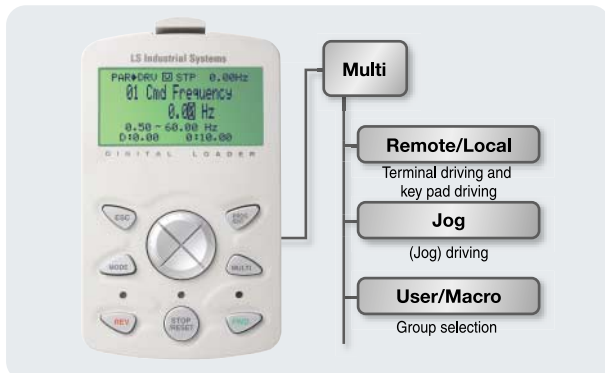 LS Industrial Systems
PAR➧DRV U STP 0.00Hz
01 Cmd Frequency
0.00 Hz
0.50 ~ 60.00 Hz
D:0.00 0:10.00
DIGITAL LOADER
ESC
PROG
MODE
MULTI
REV
STOP
/RESET
FWD
Multi
Remote/Local
Terminal driving and
key pad driving
Jog
(Jog) driving
User/Macro
Group selection